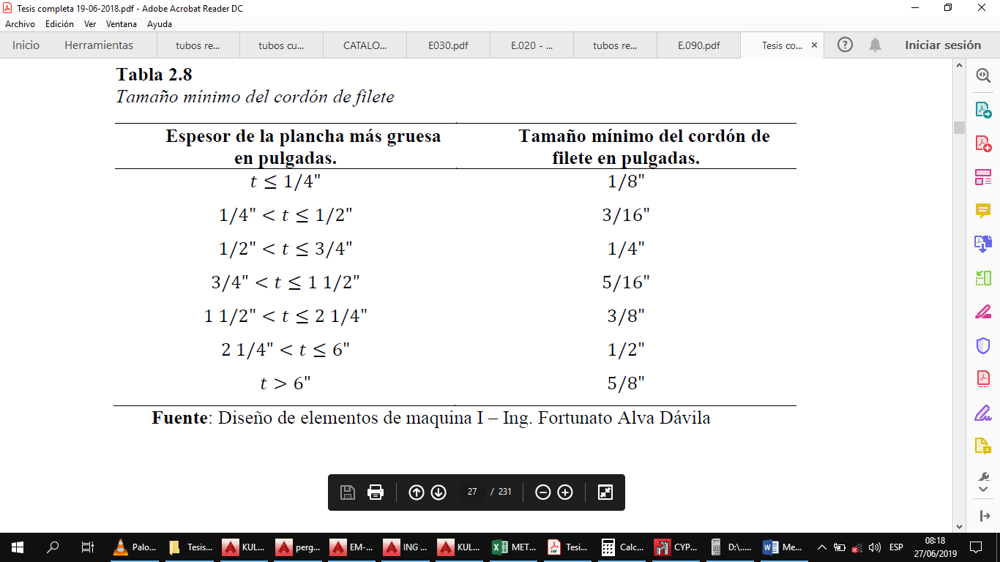 Tesis completa 19-06-2018.pdf - Adobe Acrobat Reader DC
Archivo Edición Ver Ventana Ayuda
Inicio Herramientas tubos re... tubos cu... CATALO... E030.pdf E.020 - ... tubos re... E.090.pdf Tesis co... × ? Iniciar sesión
Tabla 2.8
Tamaño mínimo del cordón de filete
Espesor de la plancha más gruesa en pulgadas. Tamaño mínimo del cordón de filete en pulgadas.
t ≤ 1/4" 1/8"
1/4" < t ≤ 1/2" 3/16"
1/2" < t ≤ 3/4" 1/4"
3/4" < t ≤ 1 1/2" 5/16"
1 1/2" < t ≤ 2 1/4" 3/8"
2 1/4" < t ≤ 6" 1/2"
t > 6" 5/8"
Fuente: Diseño de elementos de maquina I – Ing. Fortunato Alva Dávila
27 / 231
Palo... Tesis... KUL... perg... EM-... ING ... KUL... MET... Tesi... Calc... CYP... D:\..... Me... ESP 08:18
27/06/2019